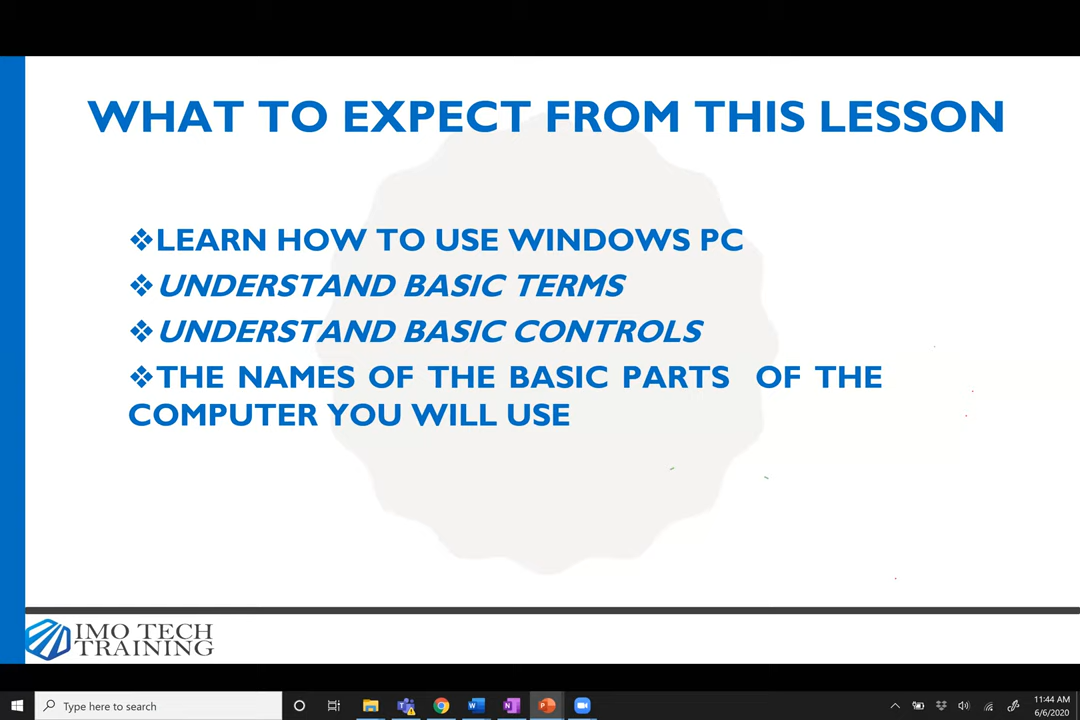 WHAT TO EXPECT FROM THIS LESSON
❖LEARN HOW TO USE WINDOWS PC
❖UNDERSTAND BASIC TERMS
❖UNDERSTAND BASIC CONTROLS
❖THE NAMES OF THE BASIC PARTS OF THE
COMPUTER YOU WILL USE
IMO TECH
TRAINING
Type here to search
11:44 AM
6/6/2020